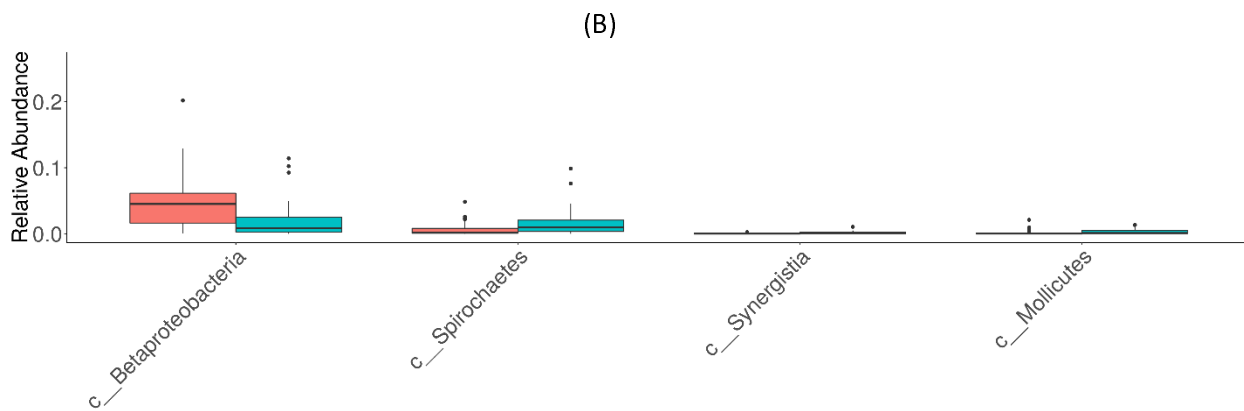 (B)
Relative Abundance
0.2
0.1
0.0
c__Betaproteobacteria
c__Spirochaetes
c__Synergistia
c__Mollicutes